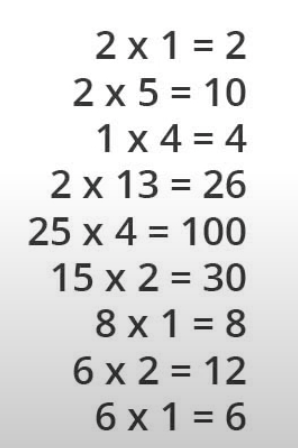 2 x 1 = 2
2 x 5 = 10
1 x 4 = 4
2 x 13 = 26
25 x 4 = 100
15 x 2 = 30
8 x 1 = 8
6 x 2 = 12
6 x 1 = 6